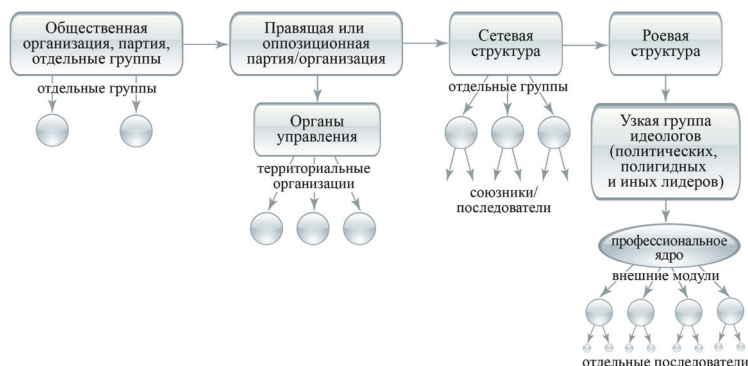 Общественная
организация, партия,
отдельные группы
отдельные группы
Правящая или
оппозиционная
партия/организация
Органы
управления
территориальные
организации
Сетевая
структура
отдельные группы
союзники/
последователи
Роевая
структура
Узкая группа
идеологов
(политических,
полигидных
и иных лидеров)
профессиональное
ядро
внешние модули
отдельные последователи